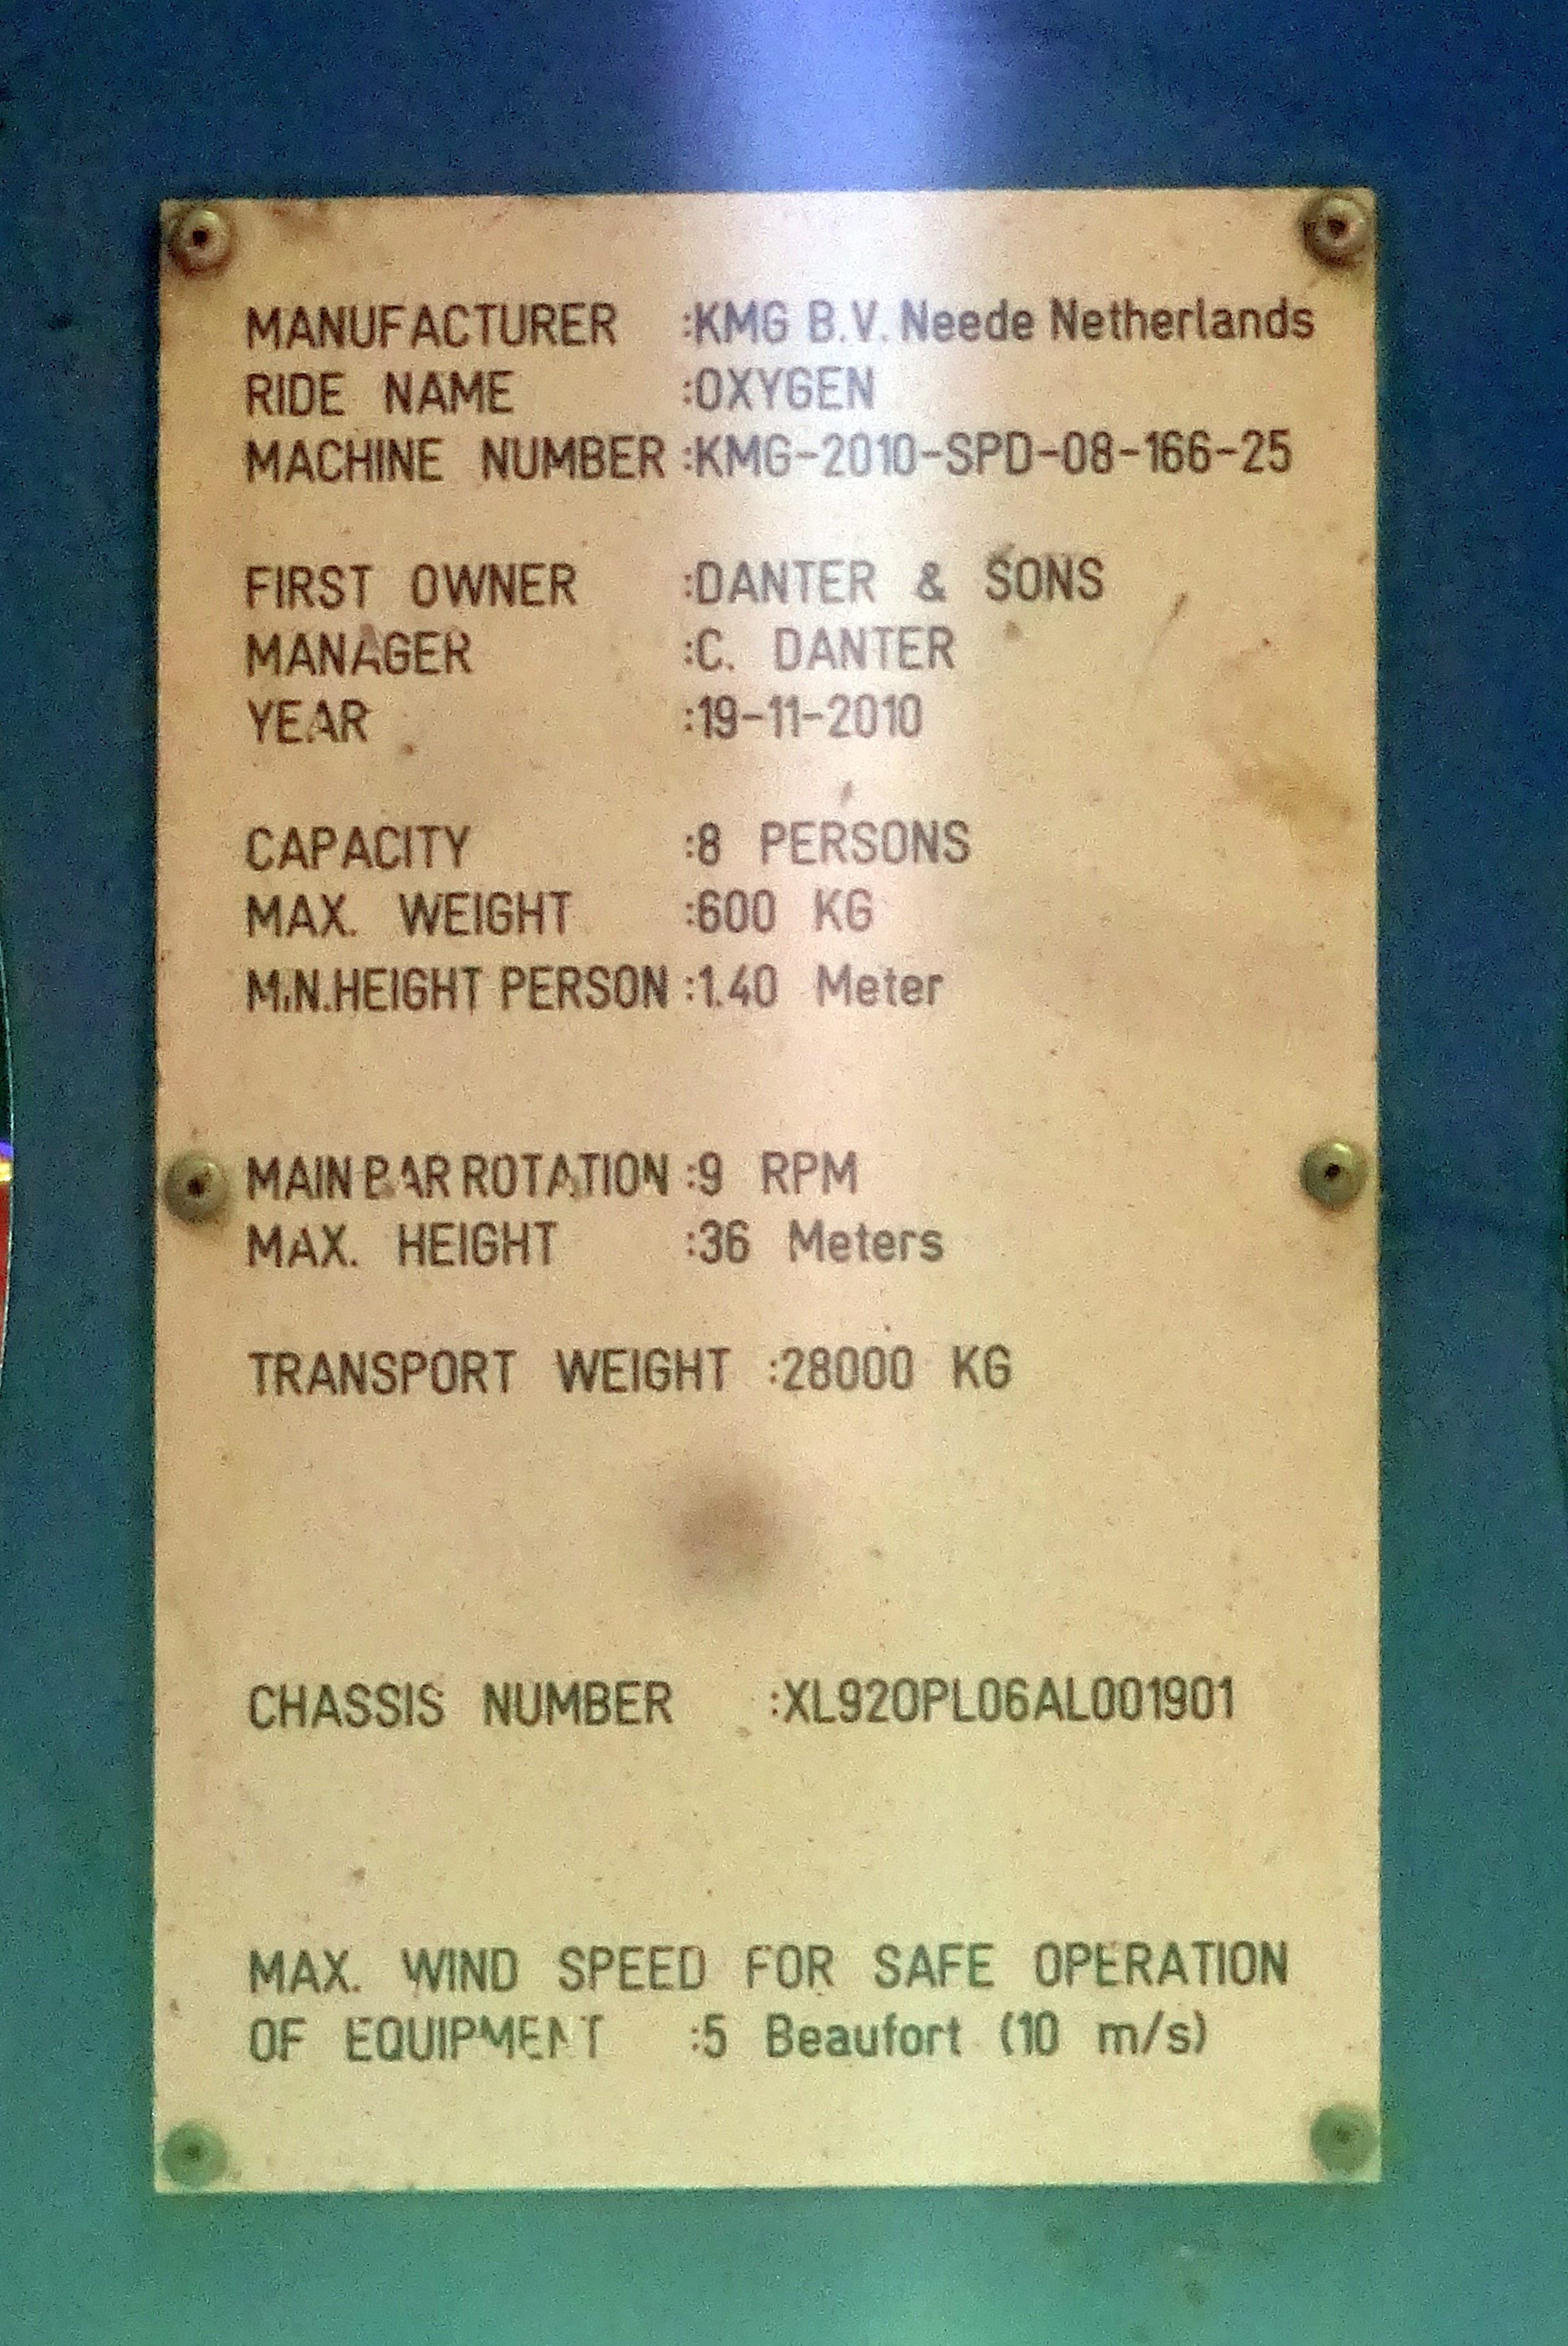 MANUFACTURER :KMG B.V. Neede Netherlands
RIDE NAME :OXYGEN
MACHINE NUMBER :KMG-2010-SPD-08-166-25
FIRST OWNER :DANTER & SONS
MANAGER :C. DANTER
YEAR :19-11-2010
CAPACITY :8 PERSONS
MAX. WEIGHT :600 KG
MIN.HEIGHT PERSON :1.40 Meter
MAIN BAR ROTATION :9 RPM
MAX. HEIGHT :36 Meters
TRANSPORT WEIGHT :28000 KG
CHASSIS NUMBER :XL920PL06AL001901
MAX. WIND SPEED FOR SAFE OPERATION
OF EQUIPMENT :5 Beaufort (10 m/s)